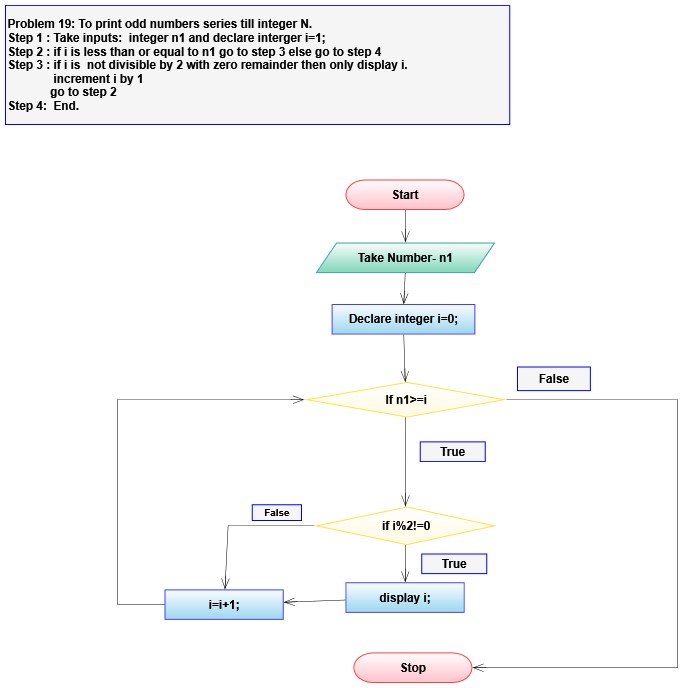 Problem 19: To print odd numbers series till integer N.
Step 1 : Take inputs: integer n1 and declare interger i=1;
Step 2 : if i is less than or equal to n1 go to step 3 else go to step 4
Step 3 : if i is not divisible by 2 with zero remainder then only display i.
increment i by 1
go to step 2
Step 4: End.
Start
Take Number- n1
Declare integer i=0;
False
If n1>=i
True
False
if i%2!=0
True
i=i+1;
display i;
Stop